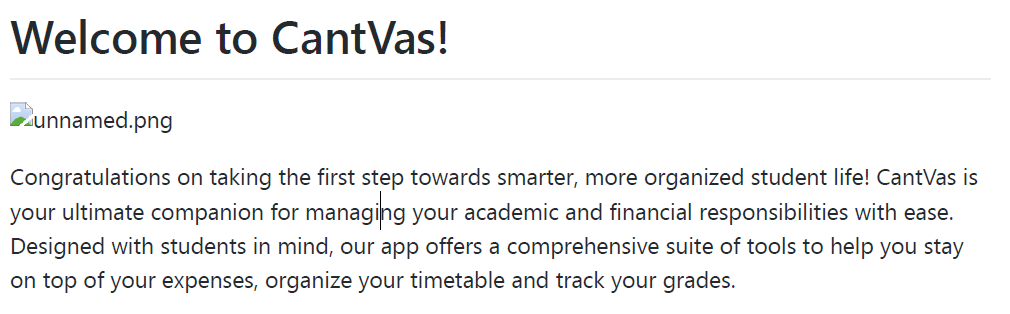 Welcome to CantVas!
unnamed.png
Congratulations on taking the first step towards smarter, more organized student life! CantVas is
your ultimate companion for managing your academic and financial responsibilities with ease.
Designed with students in mind, our app offers a comprehensive suite of tools to help you stay
on top of your expenses, organize your timetable and track your grades.